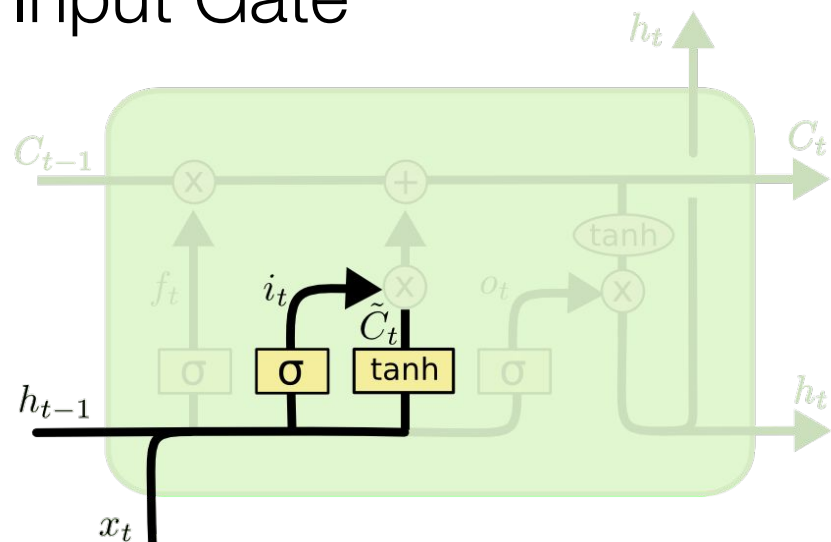 Input Gate
h_t
C_{t-1}
C_t
x
+
tanh
f_t
i_t
x
o_t
x
C̃_t
σ
σ
tanh
σ
h_{t-1}
h_t
x_t